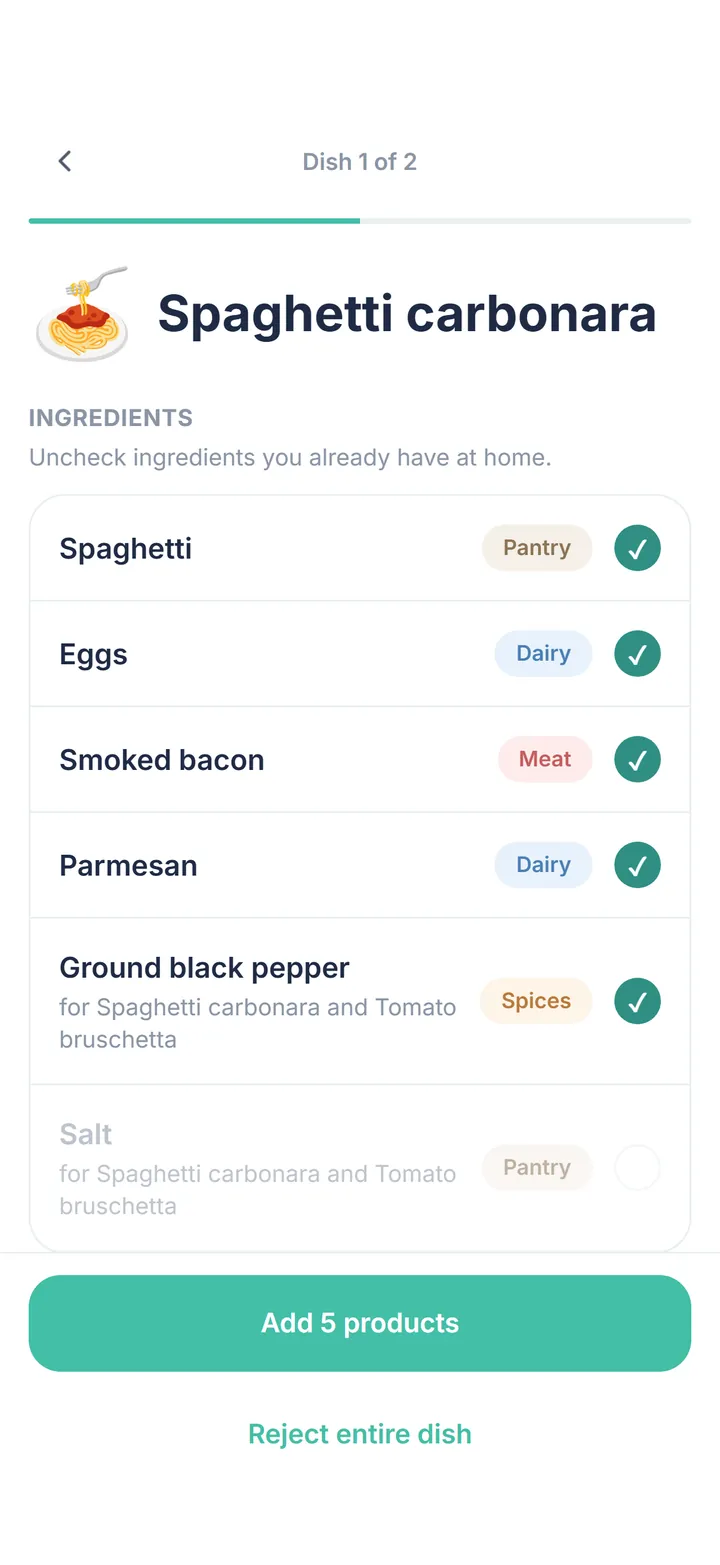 Dish 1 of 2
Spaghetti carbonara
INGREDIENTS
Uncheck ingredients you already have at home.
Spaghetti
Pantry
Eggs
Dairy
Smoked bacon
Meat
Parmesan
Dairy
Ground black pepper
for Spaghetti carbonara and Tomato
bruschetta
Spices
Salt
for Spaghetti carbonara and Tomato
bruschetta
Pantry
Add 5 products
Reject entire dish